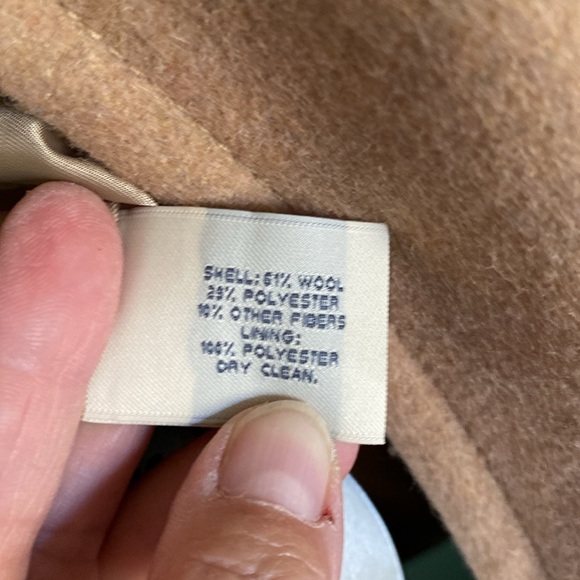 SHELL: 61% WOOL
29% POLYESTER
10% OTHER FIBERS
LINING:
100% POLYESTER
DRY CLEAN.